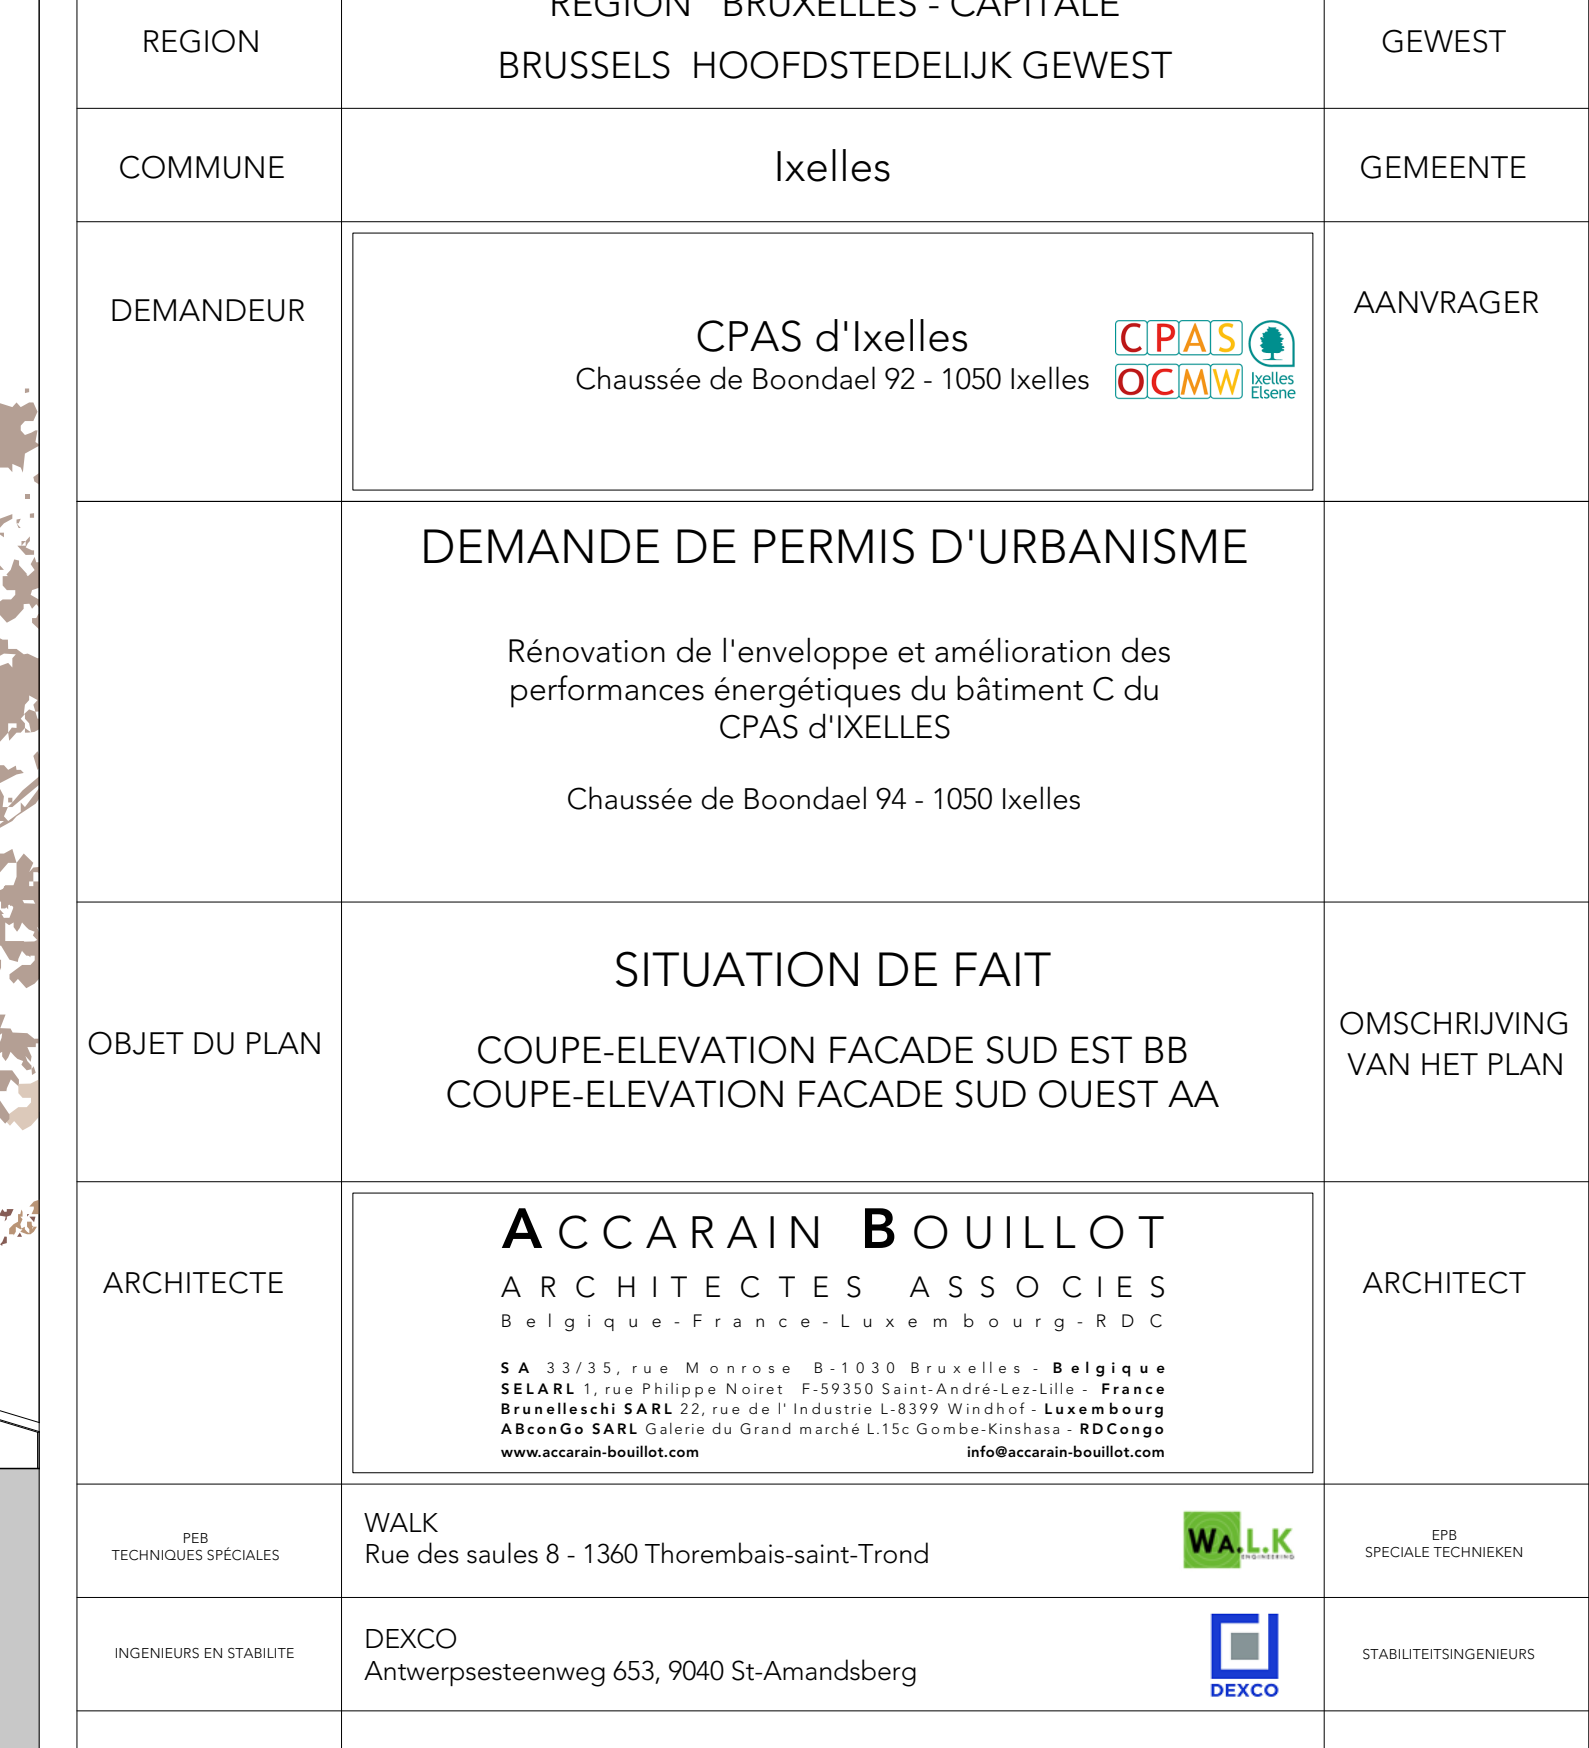 REGION BRUXELLES - CAPITALE
REGION
BRUSSELS HOOFDSTEDELIJK GEWEST
GEWEST
COMMUNE
Ixelles
GEMEENTE
DEMANDEUR
CPAS d'Ixelles
Chaussée de Boondael 92 - 1050 Ixelles
CPAS
OCMW
Ixelles
Elsene
AANVRAGER
DEMANDE DE PERMIS D'URBANISME
Rénovation de l'enveloppe et amélioration des
performances énergétiques du bâtiment C du
CPAS d'IXELLES
Chaussée de Boondael 94 - 1050 Ixelles
OBJET DU PLAN
SITUATION DE FAIT
COUPE-ELEVATION FACADE SUD EST BB
COUPE-ELEVATION FACADE SUD OUEST AA
OMSCHRIJVING
VAN HET PLAN
ARCHITECTE
ACCARAIN BOUILLOT
ARCHITECTES ASSOCIES
Belgique-France-Luxembourg-RDC
SA 33/35, rue Monrose B-1030 Bruxelles - Belgique
SELARL 1, rue Philippe Noiret F-59350 Saint-André-Lez-Lille - France
Brunelleschi SARL 22, rue de l' Industrie L-8399 Windhof - Luxembourg
ABconGo SARL Galerie du Grand marché L.15c Gombe-Kinshasa - RDCongo
www.accarain-bouillot.com info@accarain-bouillot.com
ARCHITECT
PEB
TECHNIQUES SPÉCIALES
WALK
Rue des saules 8 - 1360 Thorembais-saint-Trond
WA.L.K
ENGINEERING
EPB
SPECIALE TECHNIEKEN
INGENIEURS EN STABILITE
DEXCO
Antwerpsesteenweg 653, 9040 St-Amandsberg
DEXCO
STABILITEITSINGENIEURS